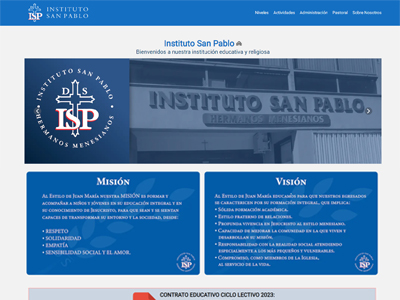 INSTITUTO
SAN PABLO
ISP
Niveles Actividades Administración Pastoral Sobre Nosotros
Instituto San Pablo
Bienvenidos a nuestra institución educativa y religiosa
INSTITUTO SAN PABLO
D S
ISP
HERMANOS MENESIANOS
INSTITUTO SAN PABLO
HERMANOS MENESIANOS
Misión
Al Estilo de Juan María nuestra MISIÓN es formar y
acompañar a niños y jóvenes en su educación integral y en
su conocimiento de Jesucristo, para que sean y se sientan
capaces de transformar su entorno y la sociedad, desde:
• RESPETO
• SOLIDARIDAD
• EMPATÍA
• SENSIBILIDAD SOCIAL Y EL AMOR.
ISP
Visión
Al Estilo de Juan María educamos para que nuestros egresados
se caractericen por su formación integral, que implica:
• Sólida formación académica.
• Estilo fraterno de relaciones.
• Profunda vivencia en Jesucristo al estilo menesiano.
• Capacidad de mejorar la comunidad en la que viven y
desarrollan su misión.
• Responsabilidad con la realidad social atendiendo
especialmente a los más pequeños y vulnerables.
• Compromiso, como miembros de la Iglesia,
al servicio de la vida.
ISP
CONTRATO EDUCATIVO CICLO LECTIVO 2023: